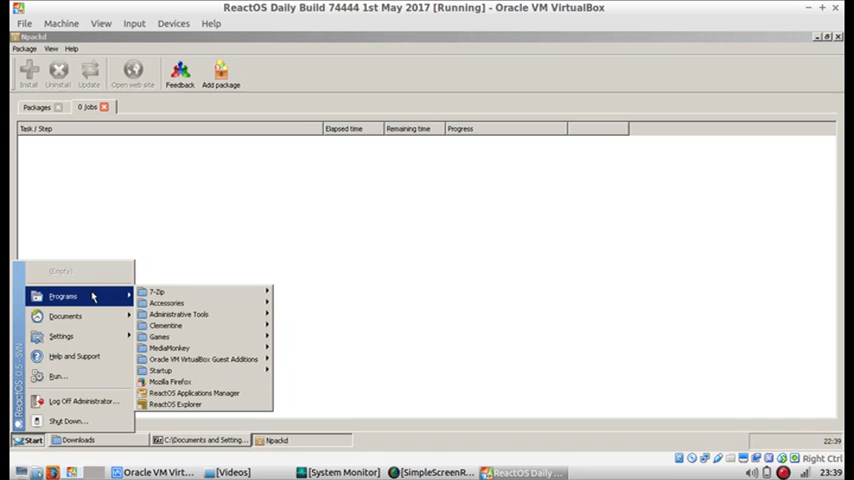 ReactOS Daily Build 74444 1st May 2017 [Running] - Oracle VM VirtualBox
File Machine View Input Devices Help
Npackd
Package View Help
Install Uninstall Update Open web site Feedback Add package
Packages 0 Jobs
Task / Step Elapsed time Remaining time Progress
(Empty)
Programs
Documents
Settings
Help and Support
Run...
Log Off Administrator...
Shut Down...
ReactOS 0.5 - SVN
7-Zip
Accessories
Administrative Tools
Clementine
Games
MediaMonkey
Oracle VM VirtualBox Guest Additions
Startup
Mozilla Firefox
ReactOS Applications Manager
ReactOS Explorer
Start Downloads C:\Documents and Setting... Npackd 22:39
Right Ctrl
Oracle VM Virt... [Videos] [System Monitor] [SimpleScreenR... ReactOS Daily ... 23:39